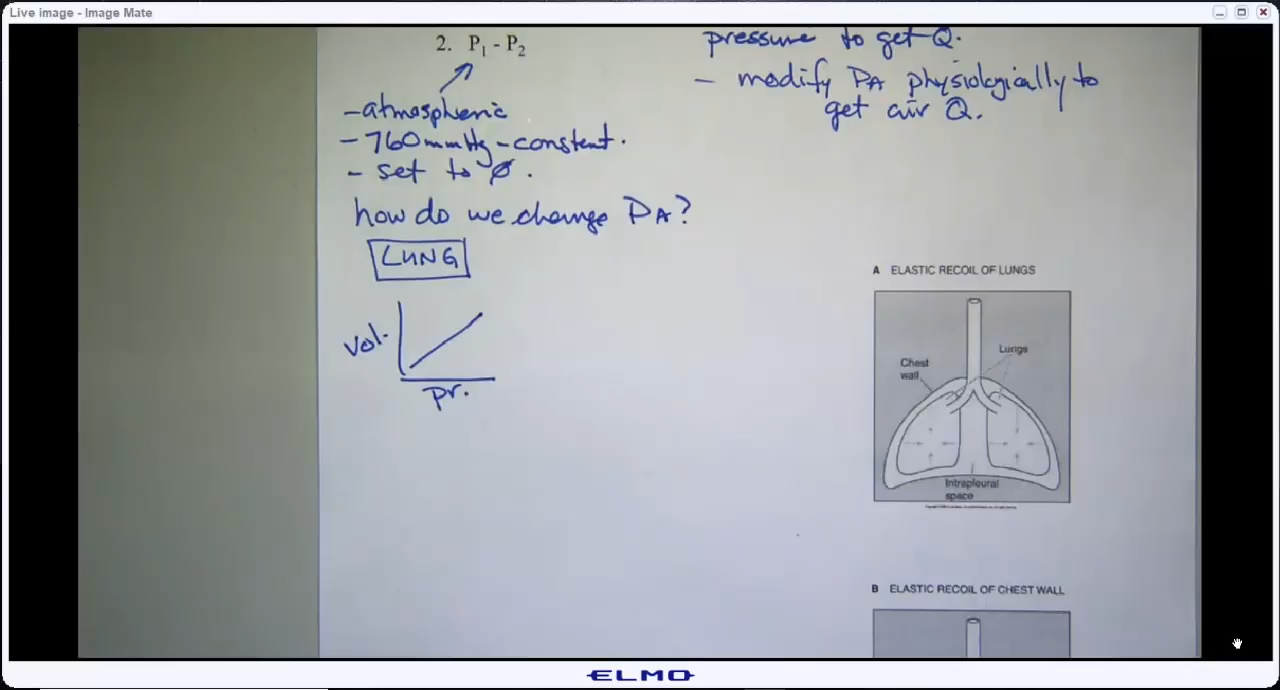 Live image - Image Mate
2. P₁ - P₂
pressure to get Q.
- modify PA physiologically to
get air Q.
- atmospheric
- 760 mmHg - constant.
- set to ø.
how do we change PA?
LUNG
Vol.
pr.
A ELASTIC RECOIL OF LUNGS
Lungs
Chest
wall
Intrapleural
space
B ELASTIC RECOIL OF CHEST WALL
ELMO